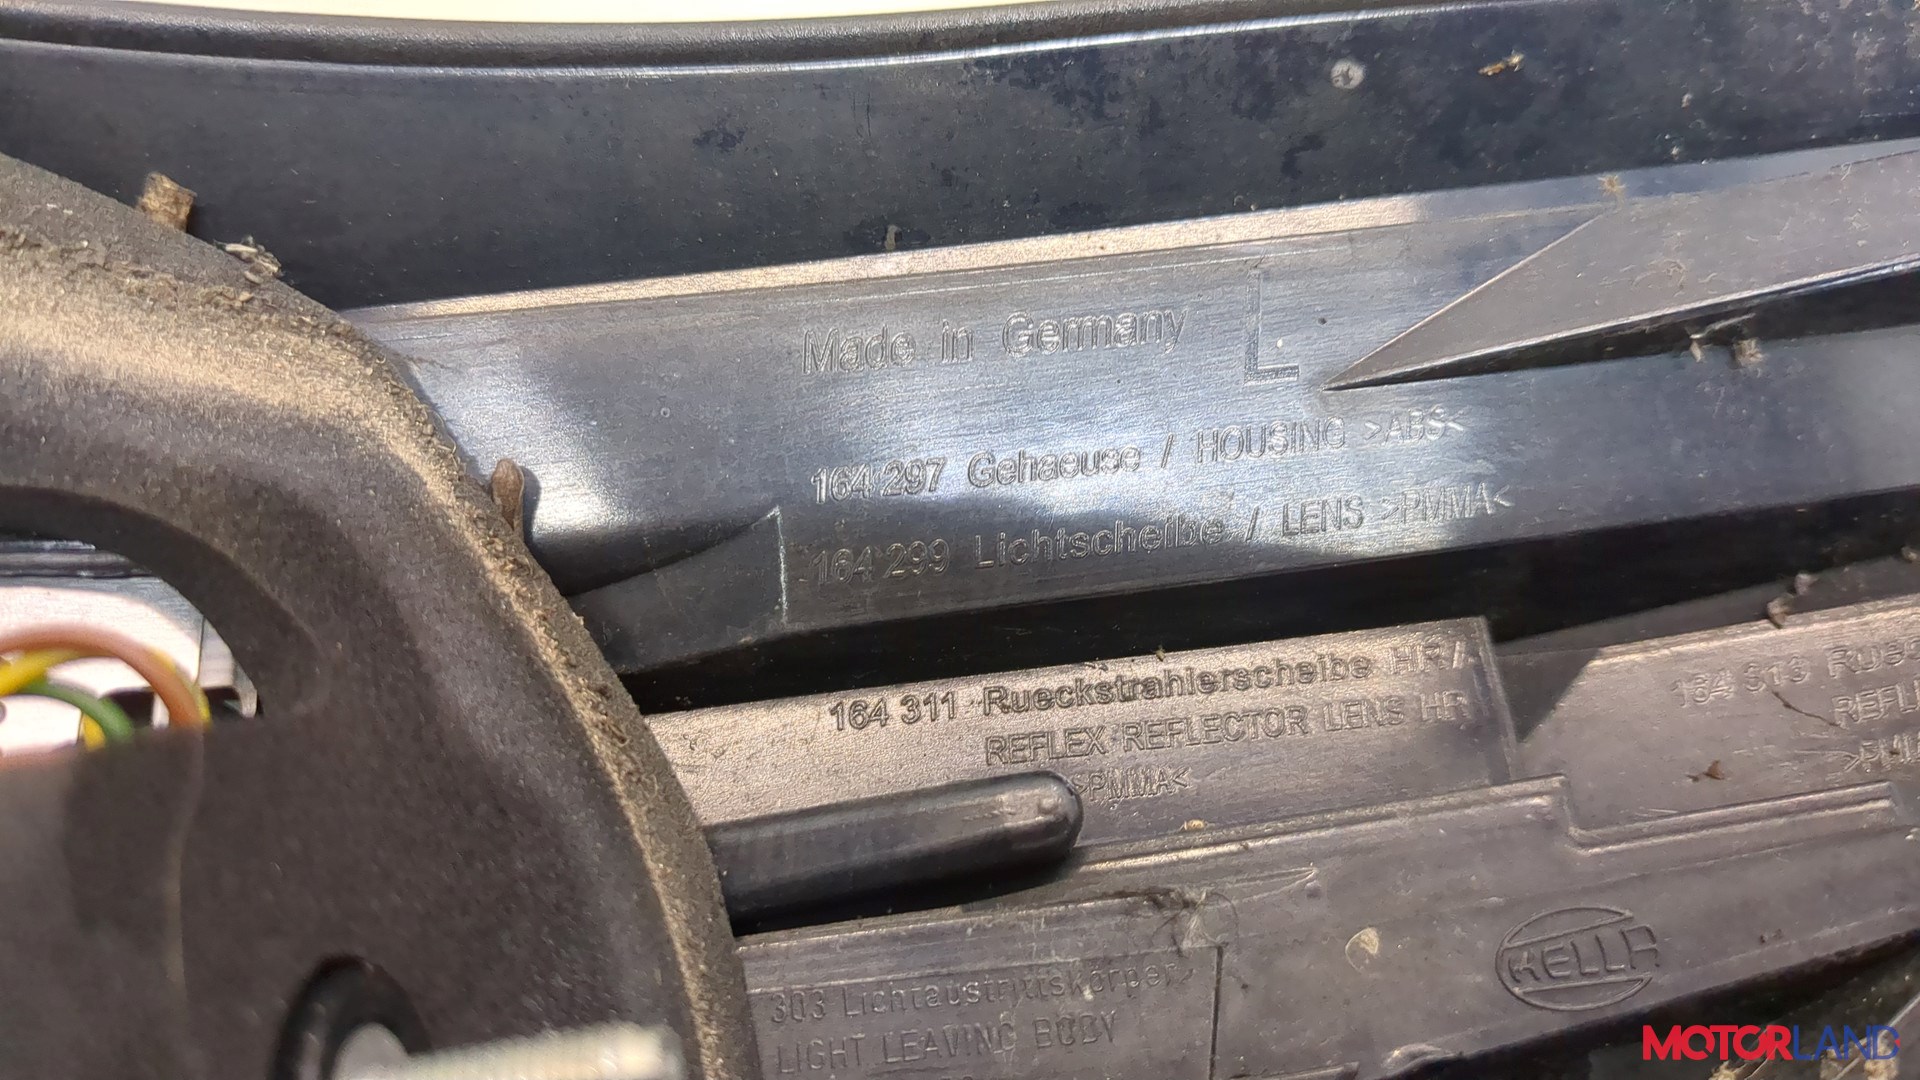 Made in Germany L
164 297 Gehaeuse / HOUSING >ABS<
164 299 Lichtscheibe / LENS >PMMA<
164 311 Rueckstrahlerscheibe HR/
REFLEX REFLECTOR LENS HR
>PMMA<
164 313
HELLA
303 Lichtaustrittskörper
LIGHT LEAVING BODY
MOTORLAND